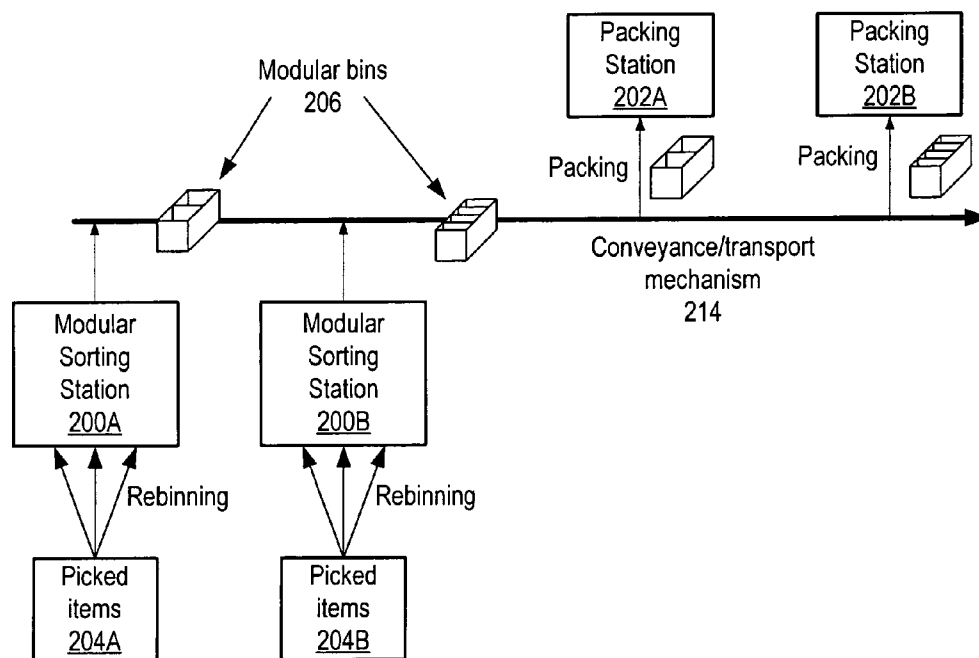 Modular bins
206
Packing
Station
202A
Packing
Station
202B
Packing
Packing
Conveyance/transport
mechanism
214
Modular
Sorting
Station
200A
Modular
Sorting
Station
200B
Rebinning
Rebinning
Picked
items
204A
Picked
items
204B